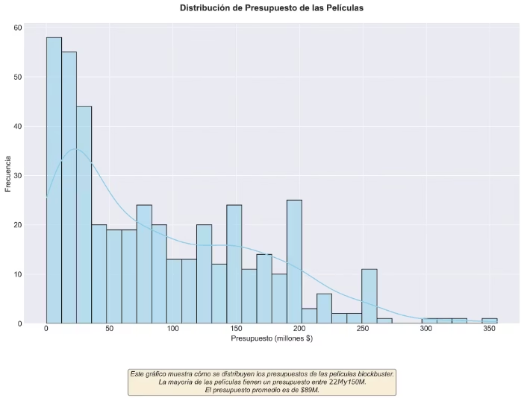 Distribución de Presupuesto de las Películas
60
50
40
30
20
10
0
Frecuencia
0 50 100 150 200 250 300 350
Presupuesto (millones $)
Este gráfico muestra cómo se distribuyen los presupuestos de las películas blockbuster.
La mayoría de las películas tienen un presupuesto entre 22My150M.
El presupuesto promedio es de $89M.